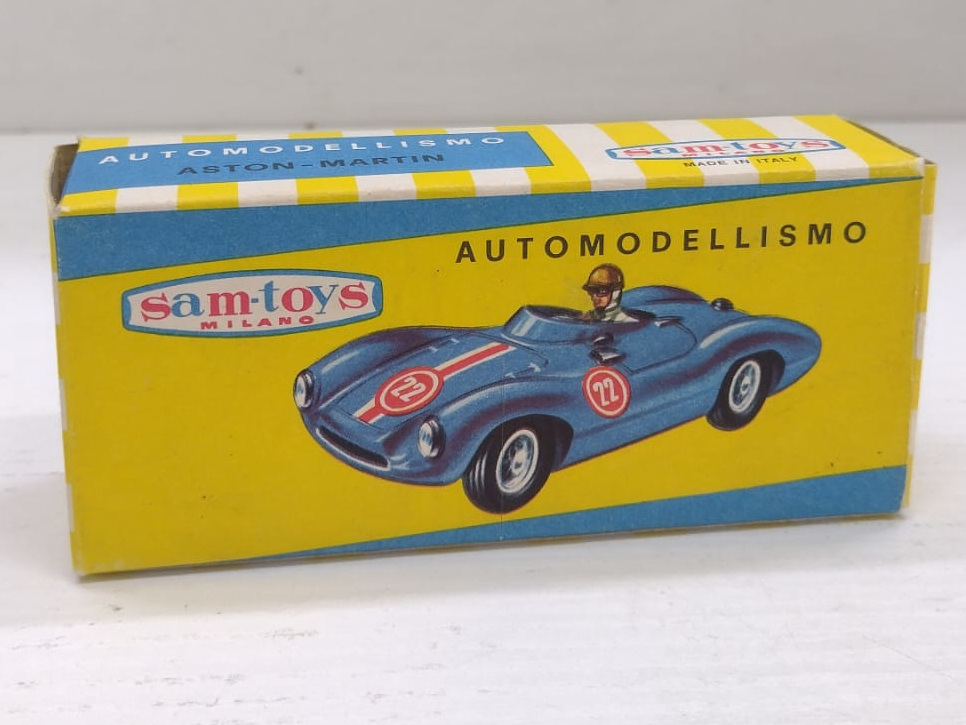 AUTOMODELLISMO
ASTON-MARTIN
sam-toys
MILANO
MADE IN ITALY
AUTOMODELLISMO
sam-toys
MILANO
22
22